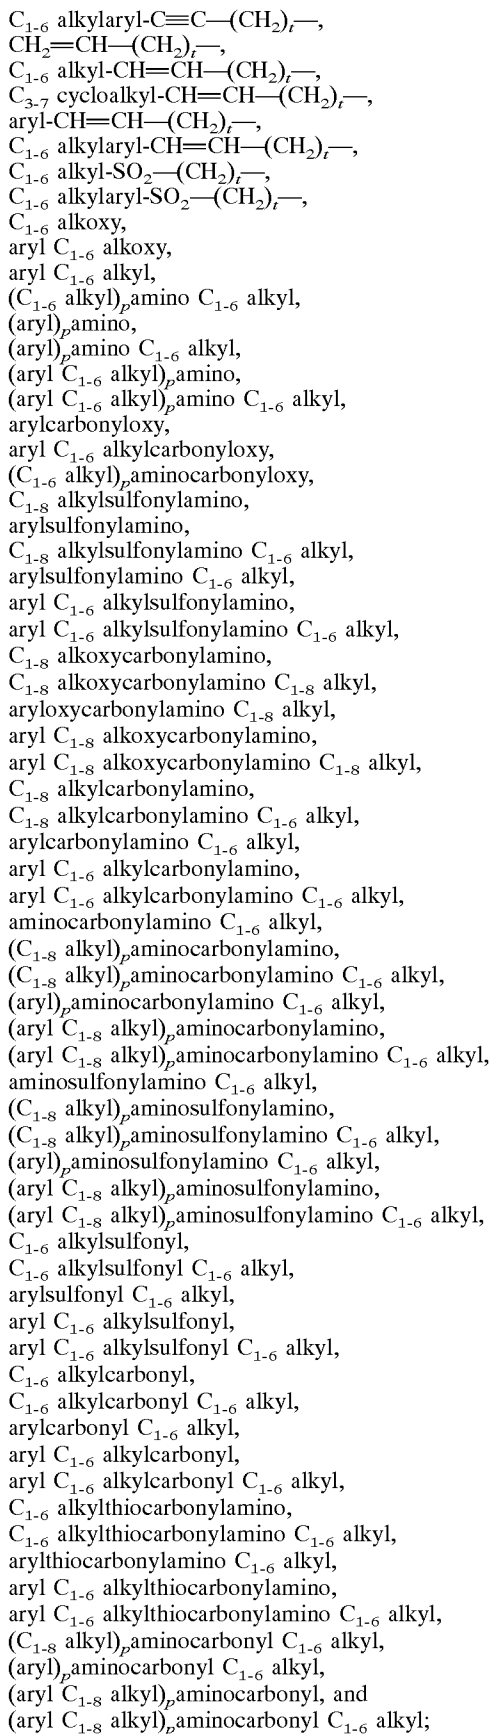 C1-6 alkylaryl-C≡C—(CH2)t—,
CH2=CH—(CH2)t—,
C1-6 alkyl-CH=CH—(CH2)t—,
C3-7 cycloalkyl-CH=CH—(CH2)t—,
aryl-CH=CH—(CH2)t—,
C1-6 alkylaryl-CH=CH—(CH2)t—,
C1-6 alkyl-SO2—(CH2)t—,
C1-6 alkylaryl-SO2—(CH2)t—,
C1-6 alkoxy,
aryl C1-6 alkoxy,
aryl C1-6 alkyl,
(C1-6 alkyl)pamino C1-6 alkyl,
(aryl)pamino,
(aryl)pamino C1-6 alkyl,
(aryl C1-6 alkyl)pamino,
(aryl C1-6 alkyl)pamino C1-6 alkyl,
arylcarbonyloxy,
aryl C1-6 alkylcarbonyloxy,
(C1-6 alkyl)paminocarbonyloxy,
C1-8 alkylsulfonylamino,
arylsulfonylamino,
C1-8 alkylsulfonylamino C1-6 alkyl,
arylsulfonylamino C1-6 alkyl,
aryl C1-6 alkylsulfonylamino,
aryl C1-6 alkylsulfonylamino C1-6 alkyl,
C1-8 alkoxycarbonylamino,
C1-8 alkoxycarbonylamino C1-8 alkyl,
aryloxycarbonylamino C1-8 alkyl,
aryl C1-8 alkoxycarbonylamino,
aryl C1-8 alkoxycarbonylamino C1-8 alkyl,
C1-8 alkylcarbonylamino,
C1-8 alkylcarbonylamino C1-6 alkyl,
arylcarbonylamino C1-6 alkyl,
aryl C1-6 alkylcarbonylamino,
aryl C1-6 alkylcarbonylamino C1-6 alkyl,
aminocarbonylamino C1-6 alkyl,
(C1-8 alkyl)paminocarbonylamino,
(C1-8 alkyl)paminocarbonylamino C1-6 alkyl,
(aryl)paminocarbonylamino C1-6 alkyl,
(aryl C1-8 alkyl)paminocarbonylamino,
(aryl C1-8 alkyl)paminocarbonylamino C1-6 alkyl,
aminosulfonylamino C1-6 alkyl,
(C1-8 alkyl)paminosulfonylamino,
(C1-8 alkyl)paminosulfonylamino C1-6 alkyl,
(aryl)paminosulfonylamino C1-6 alkyl,
(aryl C1-8 alkyl)paminosulfonylamino,
(aryl C1-8 alkyl)paminosulfonylamino C1-6 alkyl,
C1-6 alkylsulfonyl,
C1-6 alkylsulfonyl C1-6 alkyl,
arylsulfonyl C1-6 alkyl,
aryl C1-6 alkylsulfonyl,
aryl C1-6 alkylsulfonyl C1-6 alkyl,
C1-6 alkylcarbonyl,
C1-6 alkylcarbonyl C1-6 alkyl,
arylcarbonyl C1-6 alkyl,
aryl C1-6 alkylcarbonyl,
aryl C1-6 alkylcarbonyl C1-6 alkyl,
C1-6 alkylthiocarbonylamino,
C1-6 alkylthiocarbonylamino C1-6 alkyl,
arylthiocarbonylamino C1-6 alkyl,
aryl C1-6 alkylthiocarbonylamino,
aryl C1-6 alkylthiocarbonylamino C1-6 alkyl,
(C1-8 alkyl)paminocarbonyl C1-6 alkyl,
(aryl)paminocarbonyl C1-6 alkyl,
(aryl C1-8 alkyl)paminocarbonyl, and
(aryl C1-8 alkyl)paminocarbonyl C1-6 alkyl;